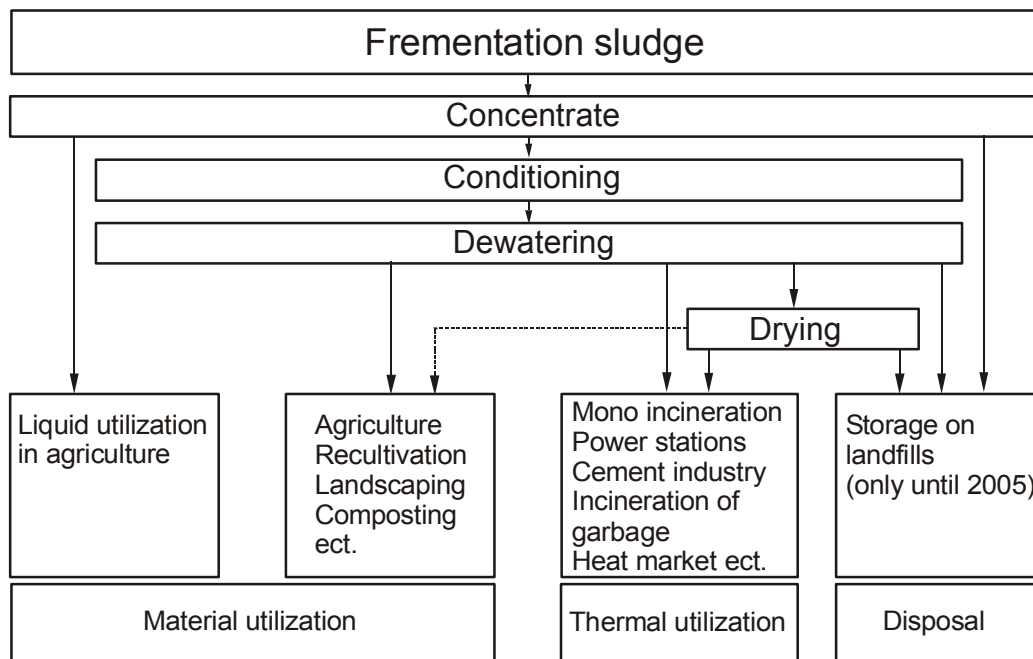 Frementation sludge
Concentrate
Conditioning
Dewatering
Drying
Liquid utilization
in agriculture
Agriculture
Recultivation
Landscaping
Composting
ect.
Mono incineration
Power stations
Cement industry
Incineration of
garbage
Heat market ect.
Storage on
landfills
(only until 2005)
Material utilization
Thermal utilization
Disposal